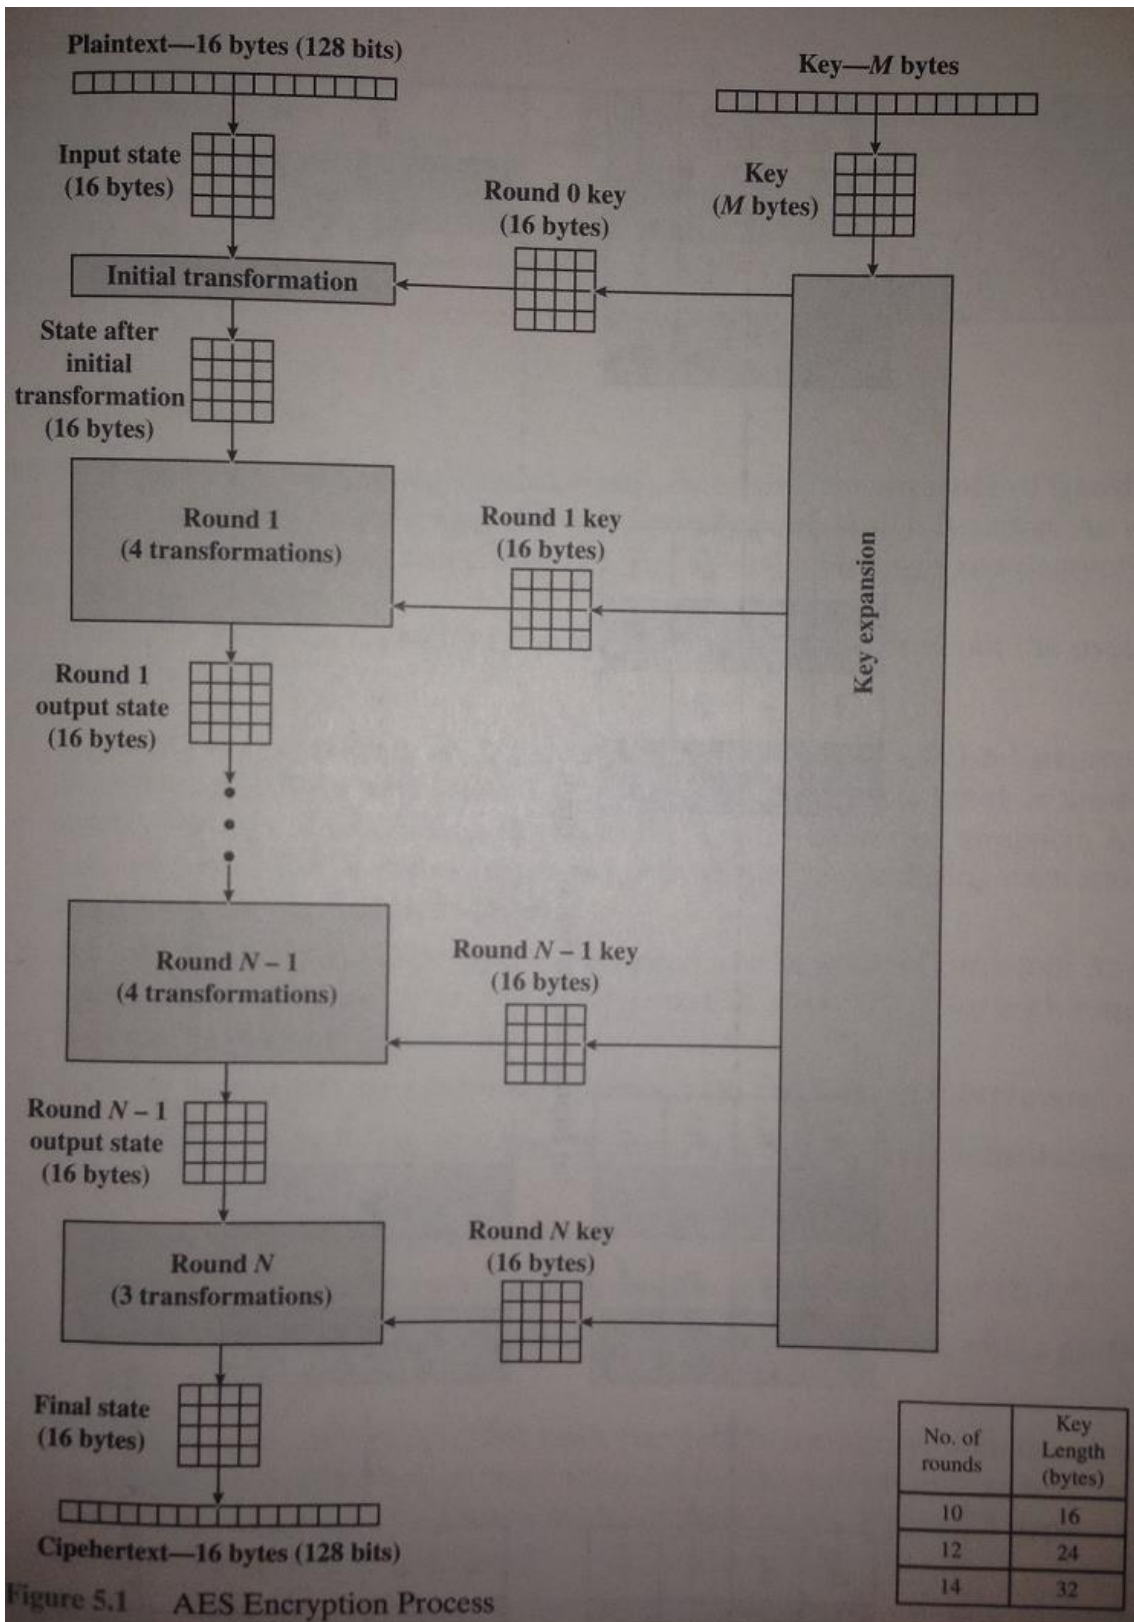 Plaintext—16 bytes (128 bits)
Key—M bytes
Input state
(16 bytes)
Key
(M bytes)
Round 0 key
(16 bytes)
Initial transformation
State after
initial
transformation
(16 bytes)
Round 1
(4 transformations)
Round 1 key
(16 bytes)
Key expansion
Round 1
output state
(16 bytes)
Round N – 1
(4 transformations)
Round N – 1 key
(16 bytes)
Round N – 1
output state
(16 bytes)
Round N
(3 transformations)
Round N key
(16 bytes)
Final state
(16 bytes)
No. of
rounds
Key
Length
(bytes)
10 16
12 24
14 32
Cipehertext—16 bytes (128 bits)
Figure 5.1 AES Encryption Process